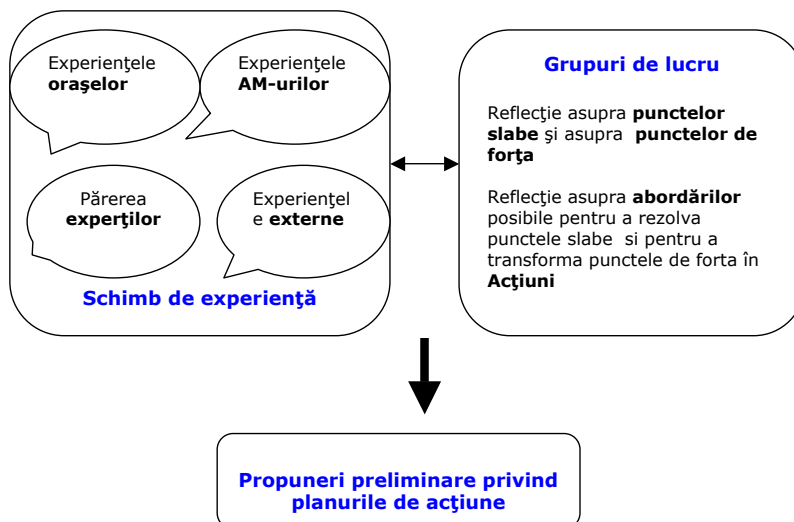 Experienţele
oraşelor
Experienţele
AM-urilor
Părerea
experţilor
Experienţel
e externe
Schimb de experienţă
Grupuri de lucru
Reflecţie asupra punctelor
slabe şi asupra punctelor de
forţa
Reflecţie asupra abordărilor
posibile pentru a rezolva
punctele slabe si pentru a
transforma punctele de forta în
Acţiuni
Propuneri preliminare privind
planurile de acţiune